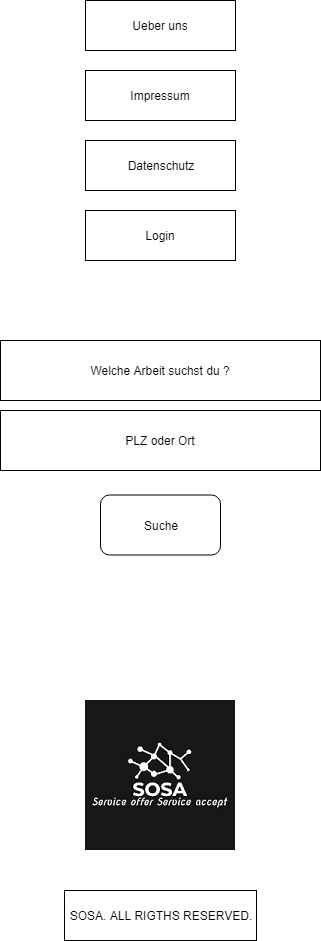 Ueber uns
Impressum
Datenschutz
Login
Welche Arbeit suchst du ?
PLZ oder Ort
Suche
SOSA
Service offer Service accept
SOSA. ALL RIGTHS RESERVED.